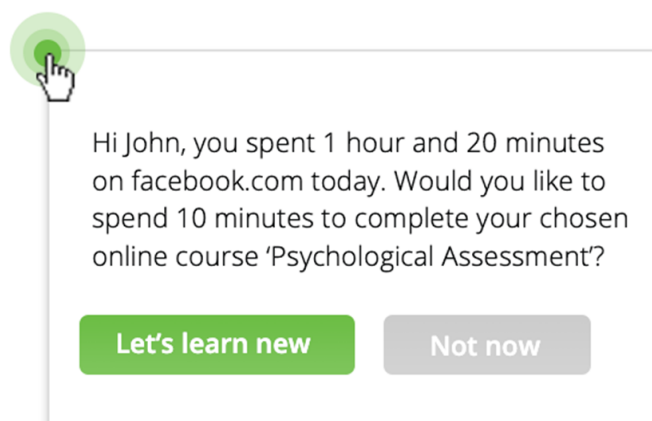 Hi John, you spent 1 hour and 20 minutes
on facebook.com today. Would you like to
spend 10 minutes to complete your chosen
online course ‘Psychological Assessment’?
Let’s learn new
Not now